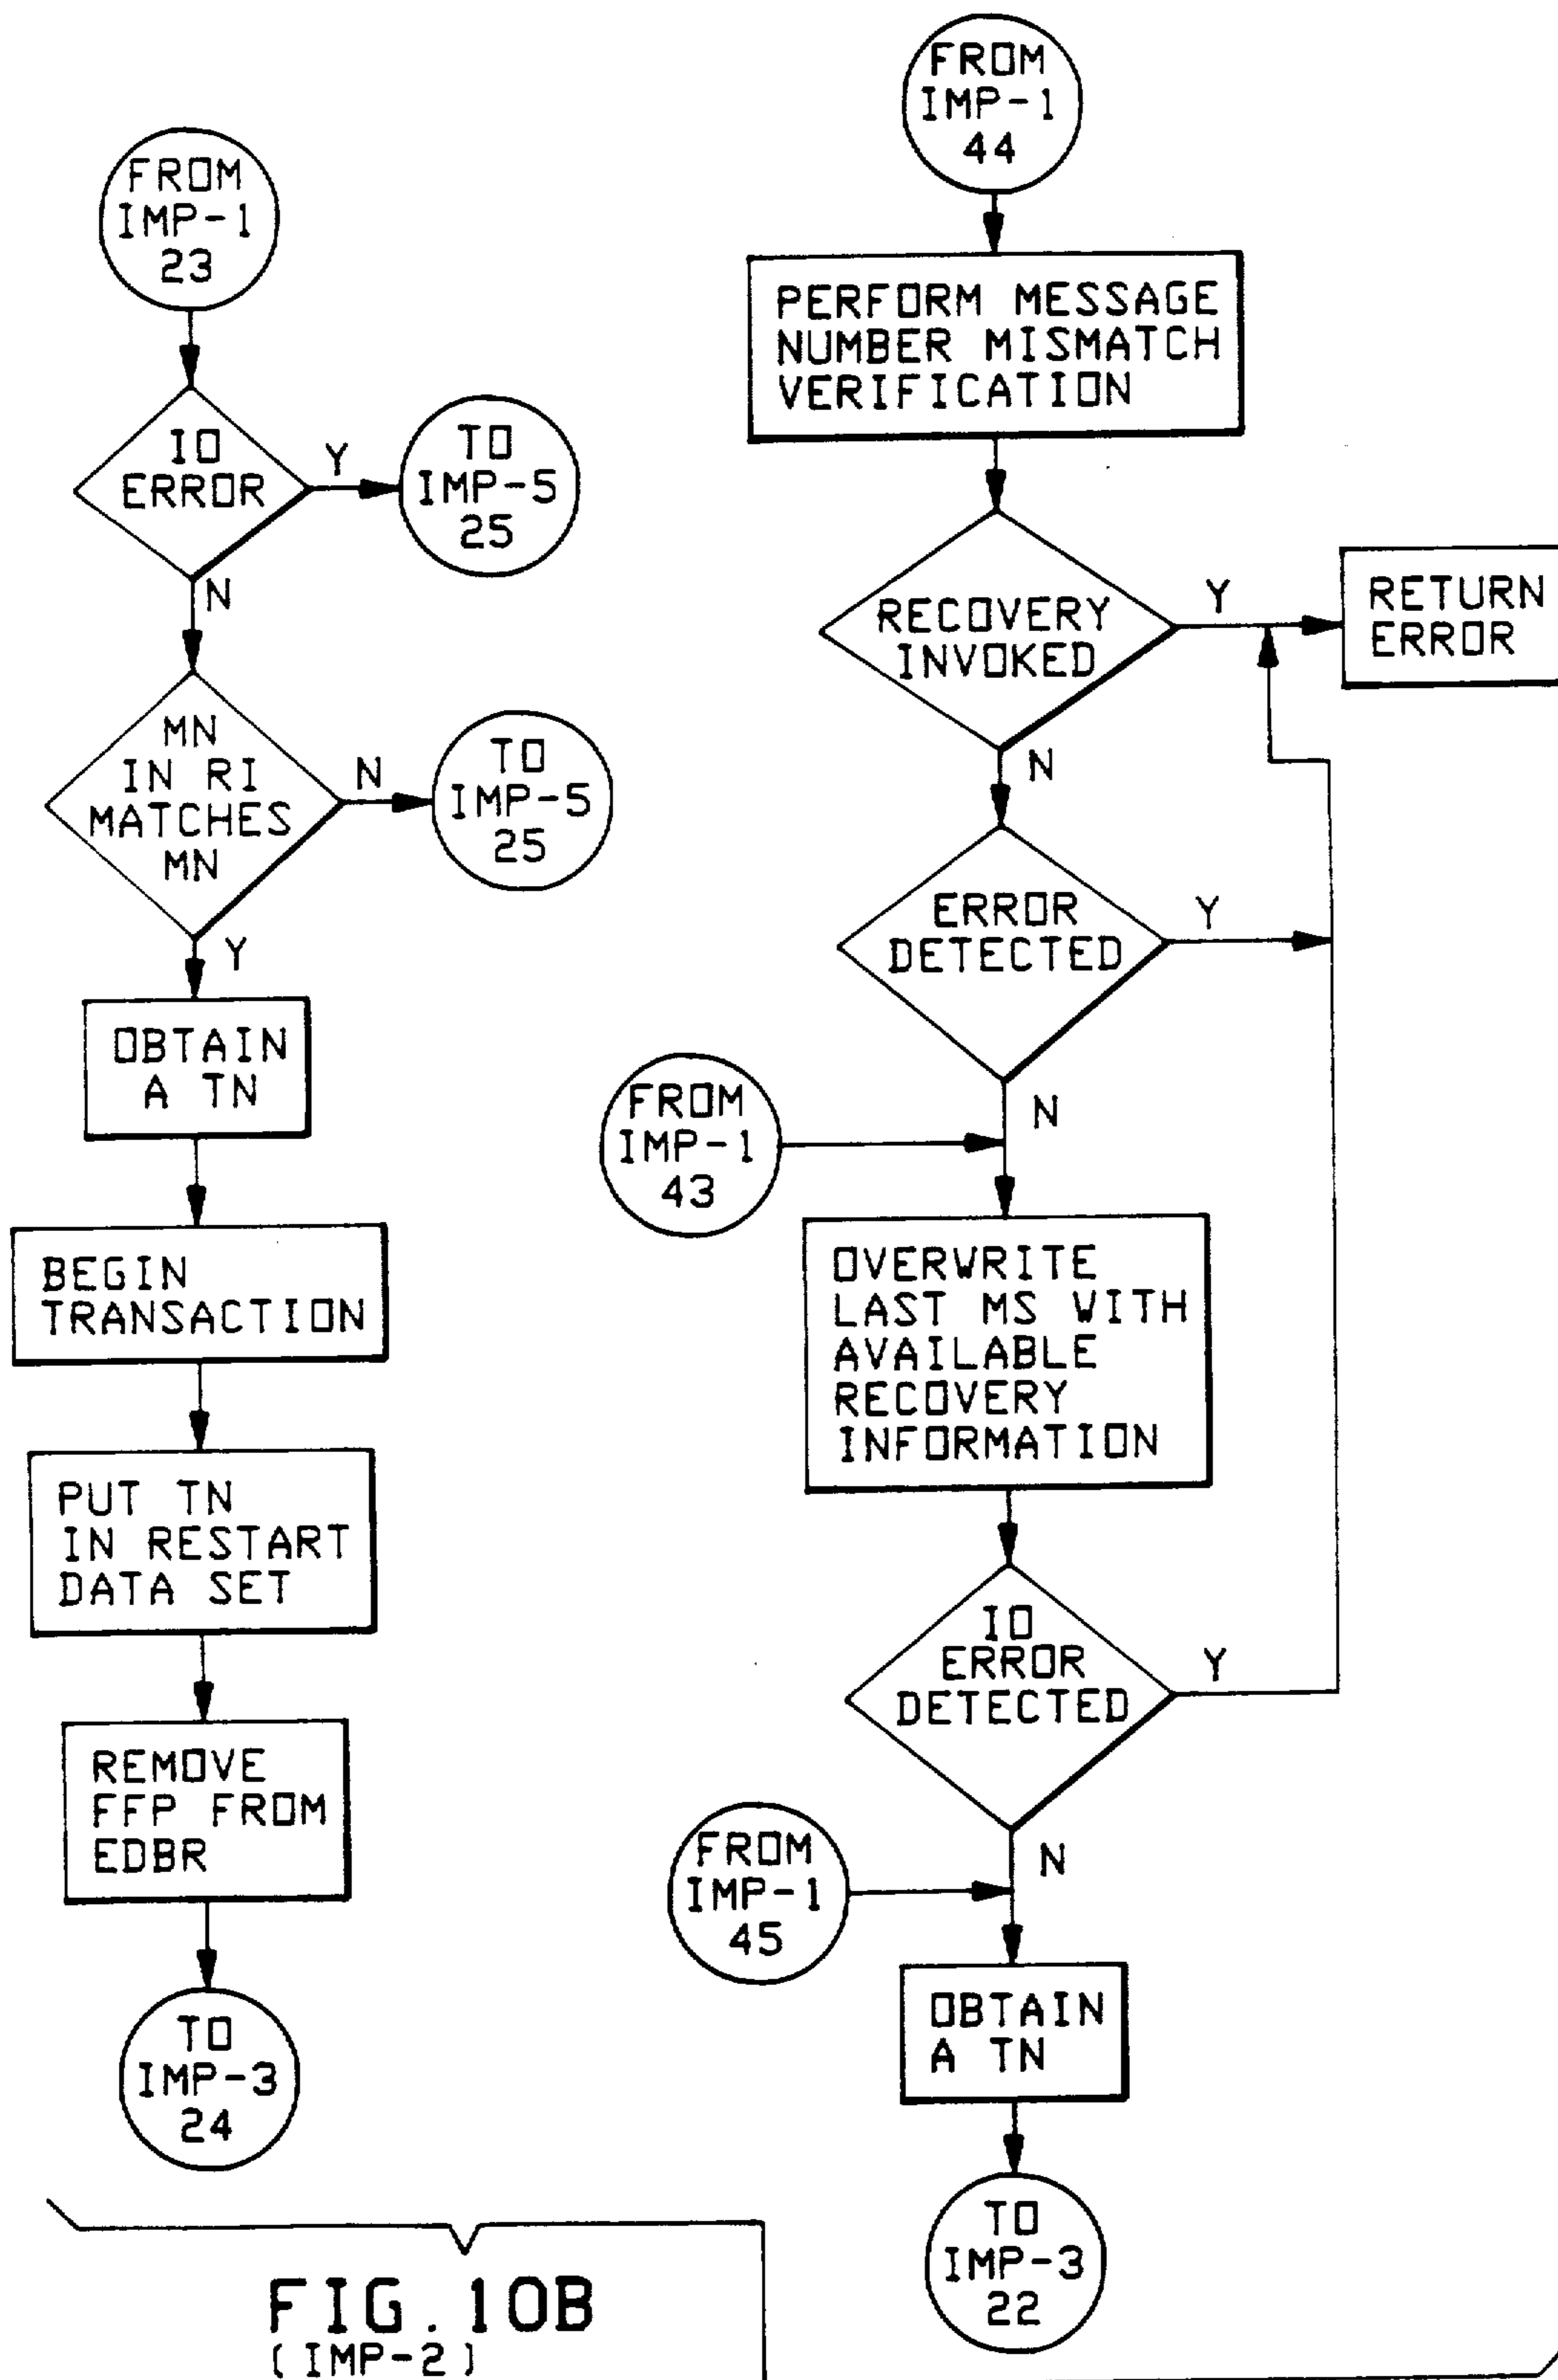 FROM
IMP-1
23
IO
ERROR
Y
TO
IMP-5
25
N
MN
IN RI
MATCHES
MN
N
TO
IMP-5
25
Y
OBTAIN
A TN
BEGIN
TRANSACTION
PUT TN
IN RESTART
DATA SET
REMOVE
FFP FROM
EDBR
TO
IMP-3
24
FROM
IMP-1
44
PERFORM MESSAGE
NUMBER MISMATCH
VERIFICATION
RECOVERY
INVOKED
Y
RETURN
ERROR
N
ERROR
DETECTED
Y
N
FROM
IMP-1
43
OVERWRITE
LAST MS WITH
AVAILABLE
RECOVERY
INFORMATION
IO
ERROR
DETECTED
Y
N
FROM
IMP-1
45
OBTAIN
A TN
TO
IMP-3
22
FIG. 10B
(IMP-2)